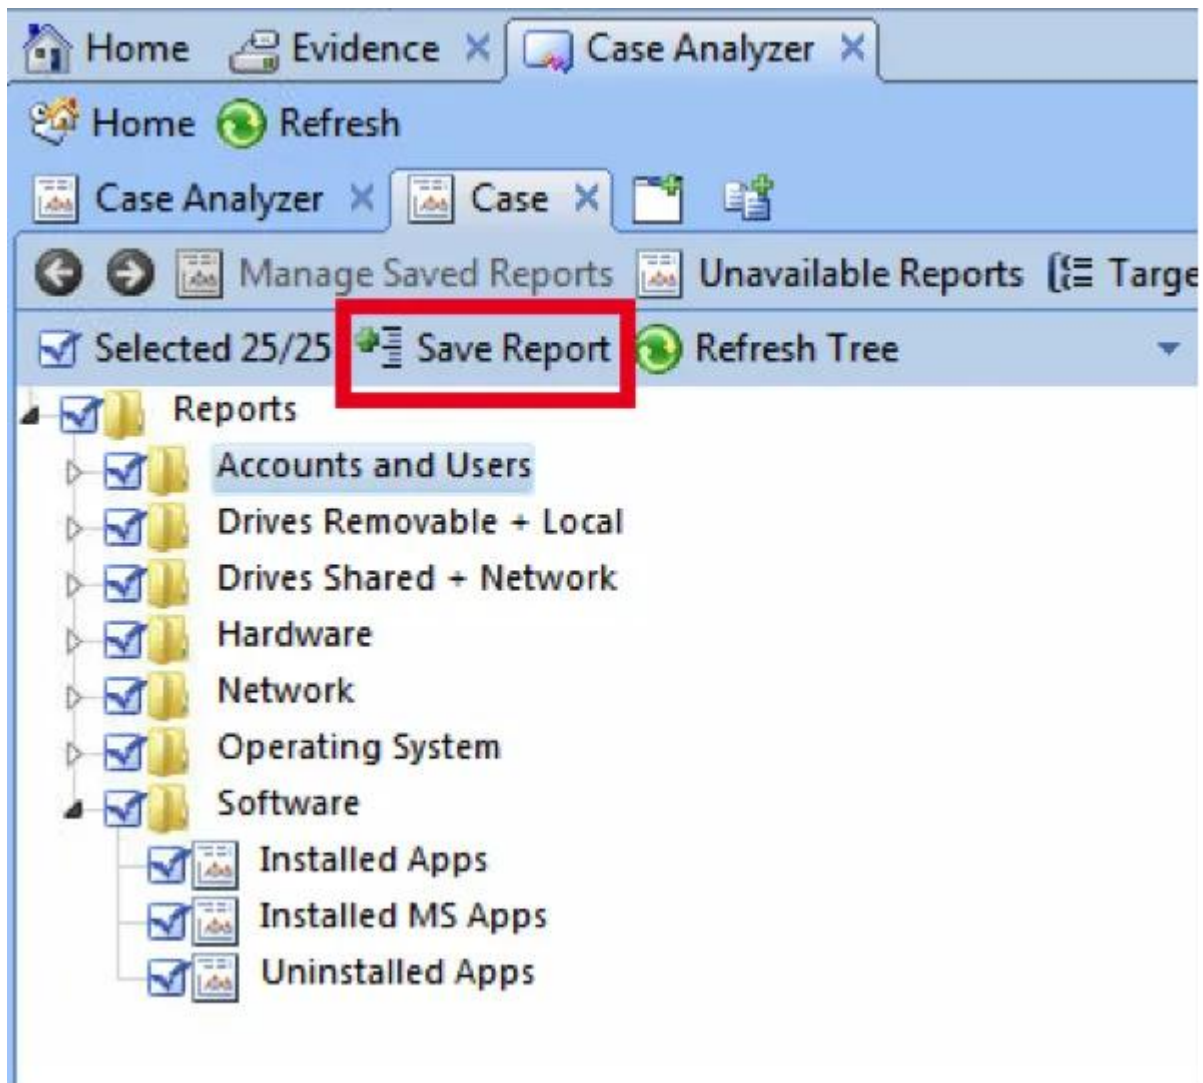 Home Evidence Case Analyzer
Home Refresh
Case Analyzer Case
Manage Saved Reports Unavailable Reports Targe
Selected 25/25 Save Report Refresh Tree
Reports
Accounts and Users
Drives Removable + Local
Drives Shared + Network
Hardware
Network
Operating System
Software
Installed Apps
Installed MS Apps
Uninstalled Apps